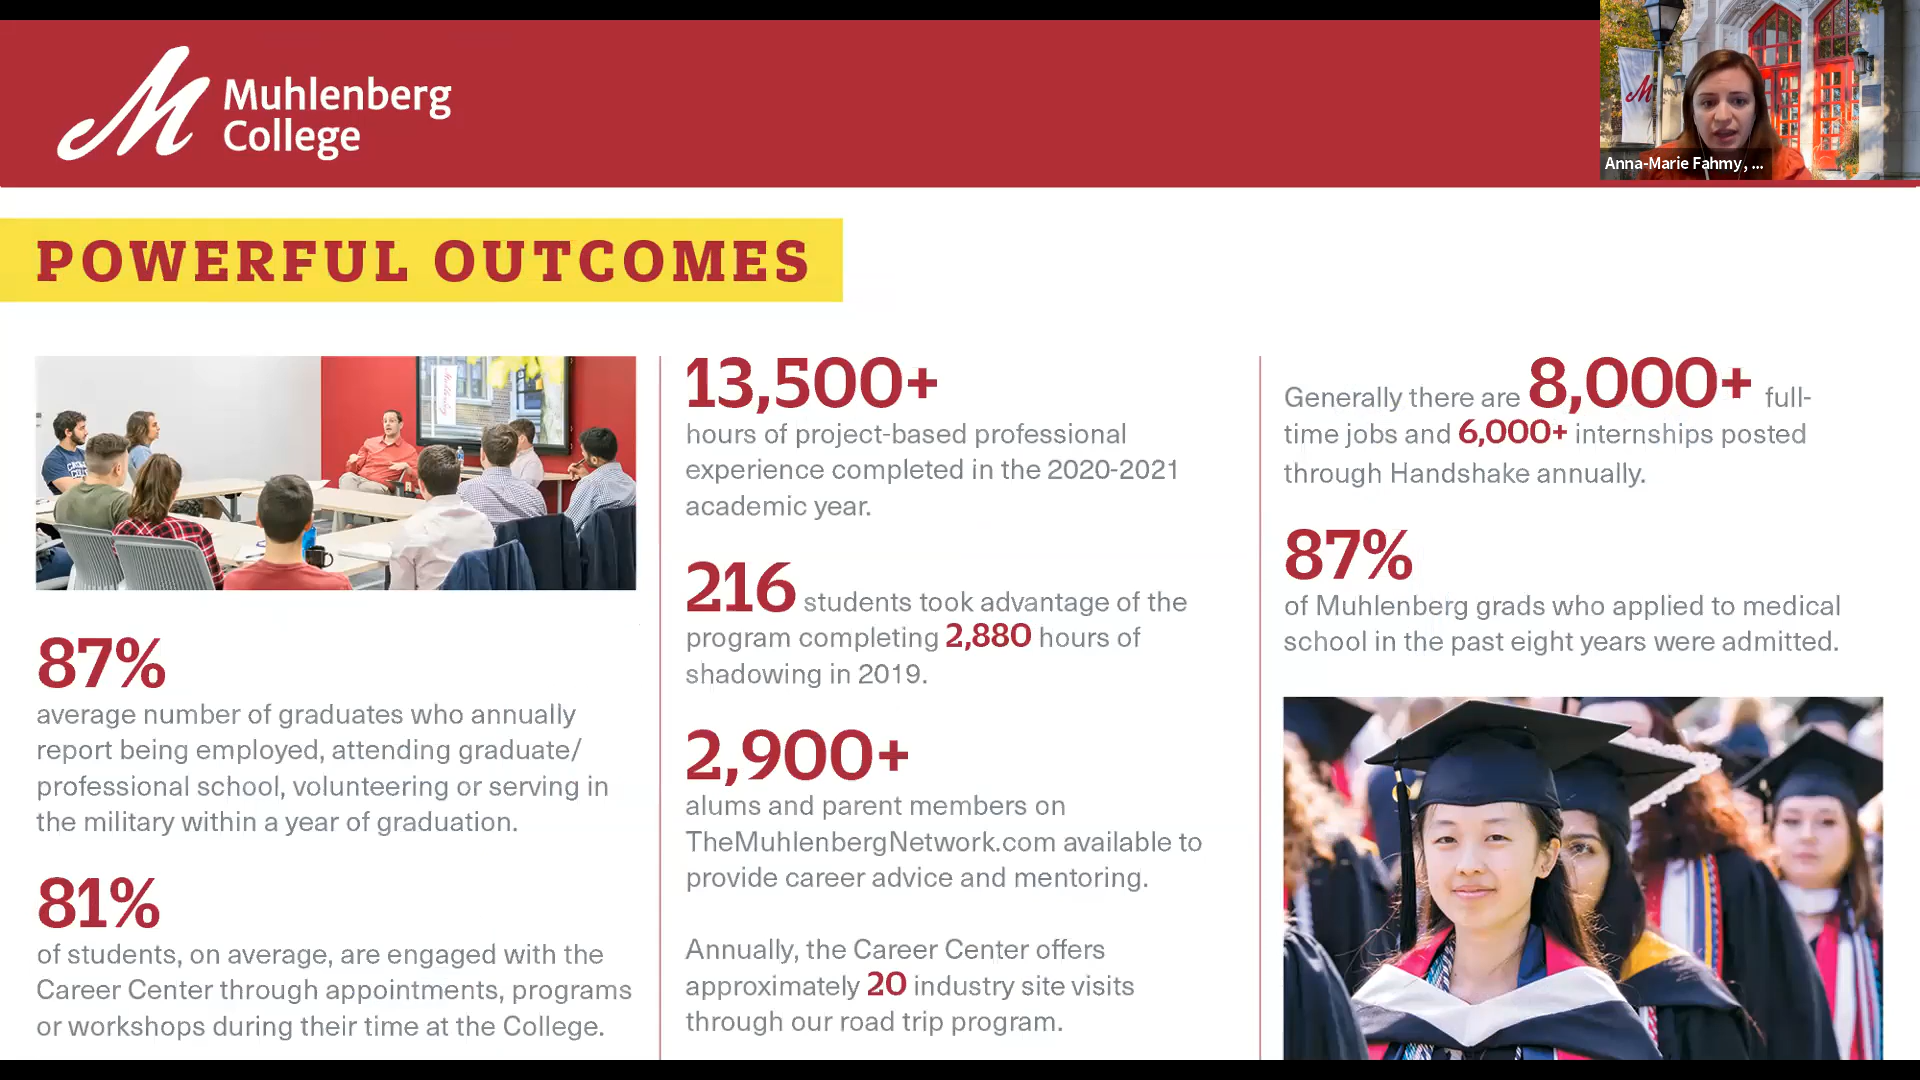 Muhlenberg
College
Anna-Marie Fahmy, ...
POWERFUL OUTCOMES
87%
average number of graduates who annually
report being employed, attending graduate/
professional school, volunteering or serving in
the military within a year of graduation.
81%
of students, on average, are engaged with the
Career Center through appointments, programs
or workshops during their time at the College.
13,500+
hours of project-based professional
experience completed in the 2020-2021
academic year.
216 students took advantage of the
program completing 2,880 hours of
shadowing in 2019.
2,900+
alums and parent members on
TheMuhlenbergNetwork.com available to
provide career advice and mentoring.
Annually, the Career Center offers
approximately 20 industry site visits
through our road trip program.
Generally there are 8,000+ full-
time jobs and 6,000+ internships posted
through Handshake annually.
87%
of Muhlenberg grads who applied to medical
school in the past eight years were admitted.